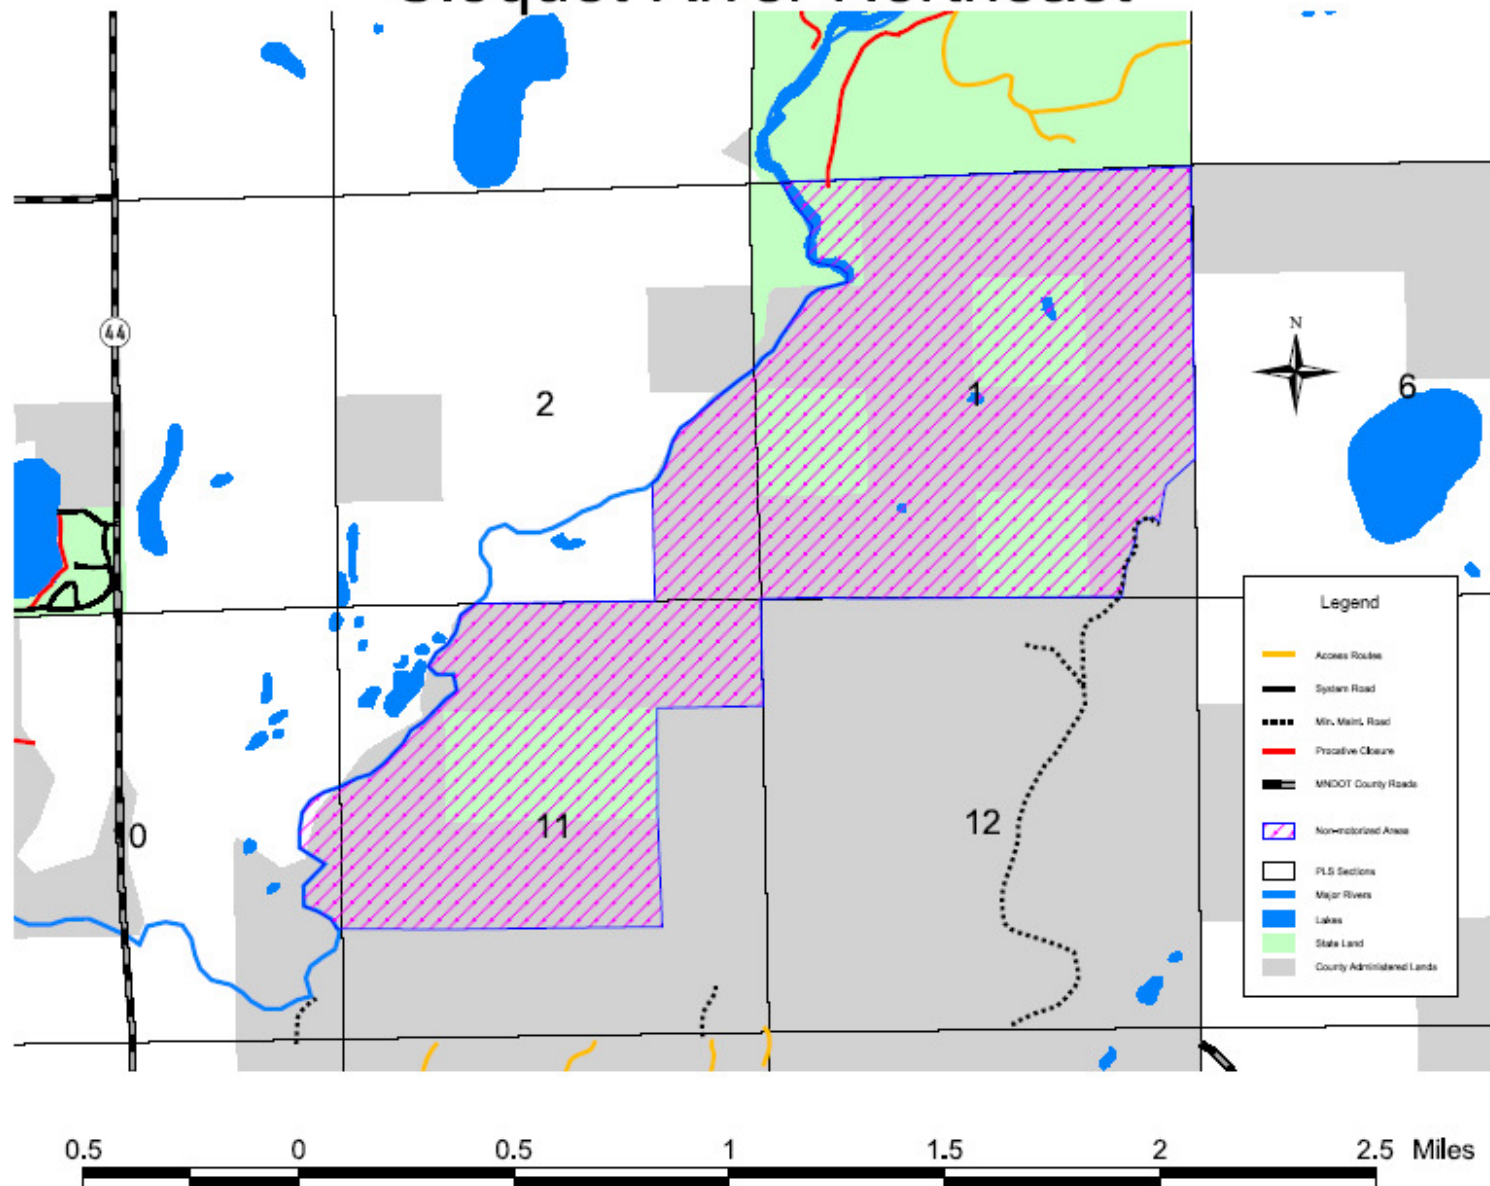 Cloquet River Northeast
44
N
2
1
6
0
11
12
Legend
Access Routes
System Road
Min. Maint. Road
Procative Closure
MNDOT County Roads
Non-motorized Areas
PLS Sections
Major Rivers
Lakes
State Land
County Administered Lands
0.5 0 0.5 1 1.5 2 2.5 Miles